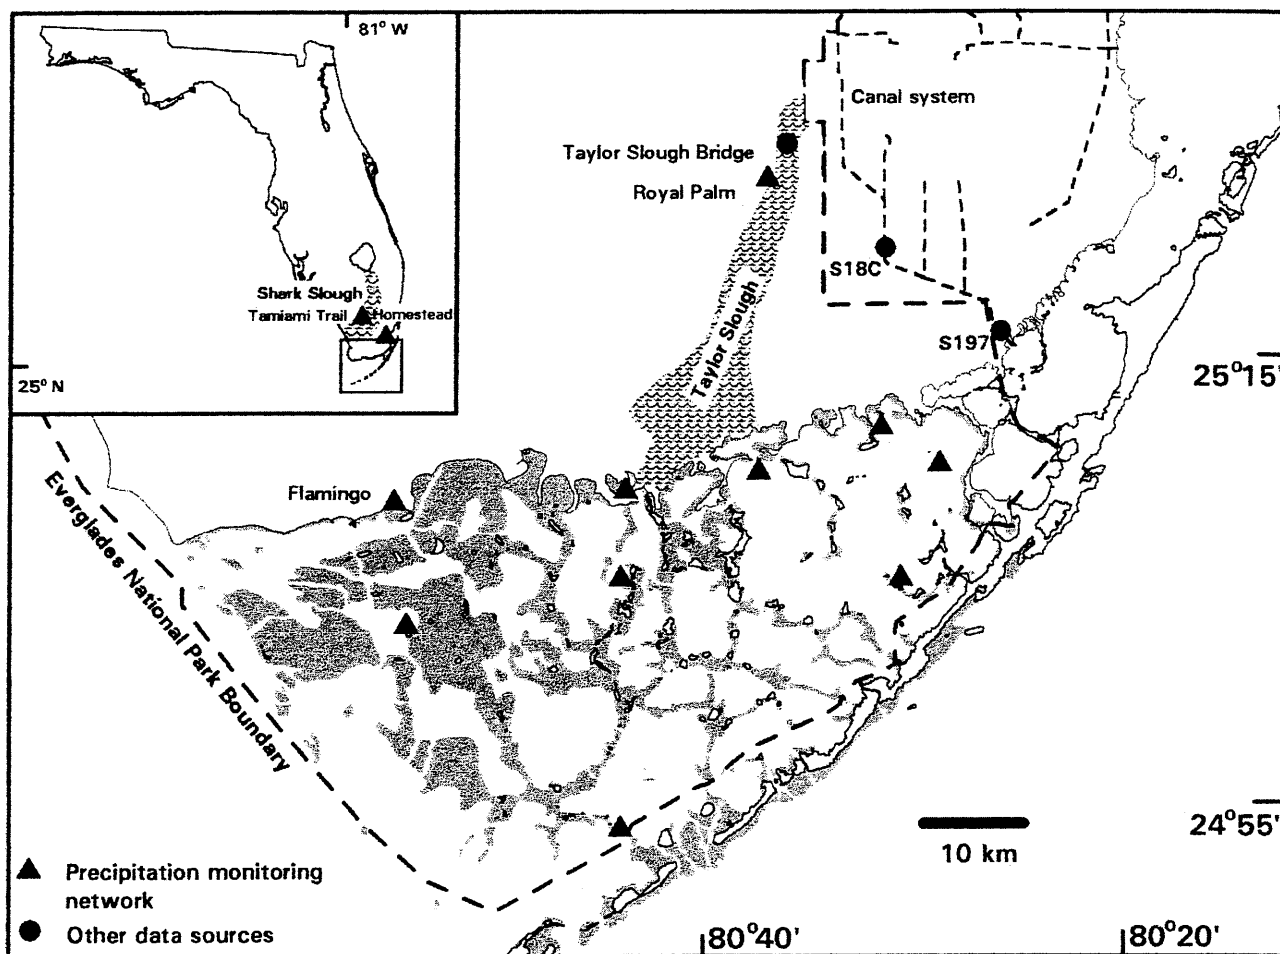 81° W
Canal system
Taylor Slough Bridge
Royal Palm
S18C
Shark Slough
Tamiami Trail
Homestead
Taylor Slough
S197
25° N
25°15'
Flamingo
Everglades National Park Boundary
24°55'
10 km
Precipitation monitoring
network
Other data sources
80°40'
80°20'